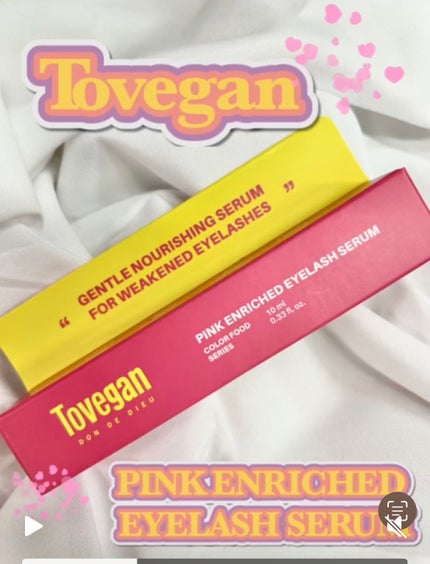 Tovegan
GENTLE NOURISHING SERUM
FOR WEAKENED EYELASHES
“ ”
PINK ENRICHED EYELASH SERUM
COLOR FOOD
SERIES
10 ml
0.33 fl. oz.
Tovegan
DON DE DIEU
PINK ENRICHED
EYELASH SERUM